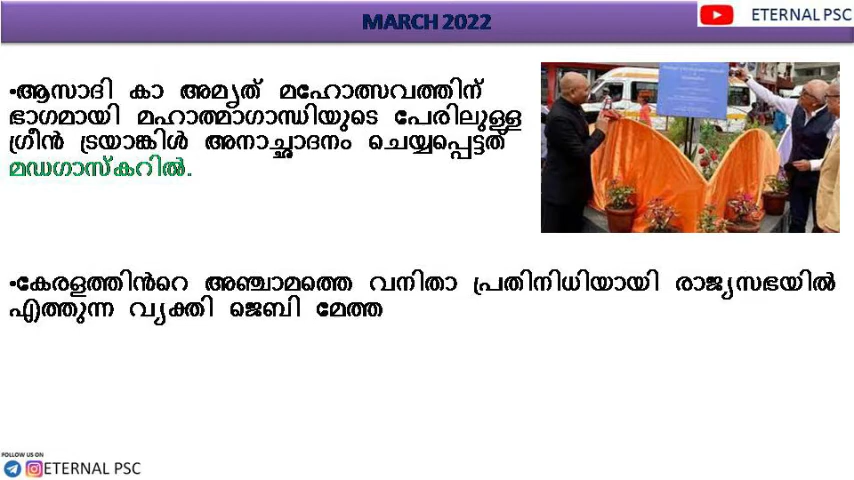 MARCH 2022
ETERNAL PSC
•ആസാദി കാ അമൃത് മഹോത്സവത്തിന്
ഭാഗമായി മഹാത്മാഗാന്ധിയുടെ പേരിലുള്ള
ഗ്രീൻ ട്രയാങ്കിൾ അനാച്ഛാദനം ചെയ്യപ്പെട്ടത്
മഡഗാസ്കറിൽ.
•കേരളത്തിൻറെ അഞ്ചാമത്തെ വനിതാ പ്രതിനിധിയായി രാജ്യസഭയിൽ
എത്തുന്ന വ്യക്തി ജെബി മേത്ത
FOLLOW US ON
ETERNAL PSC